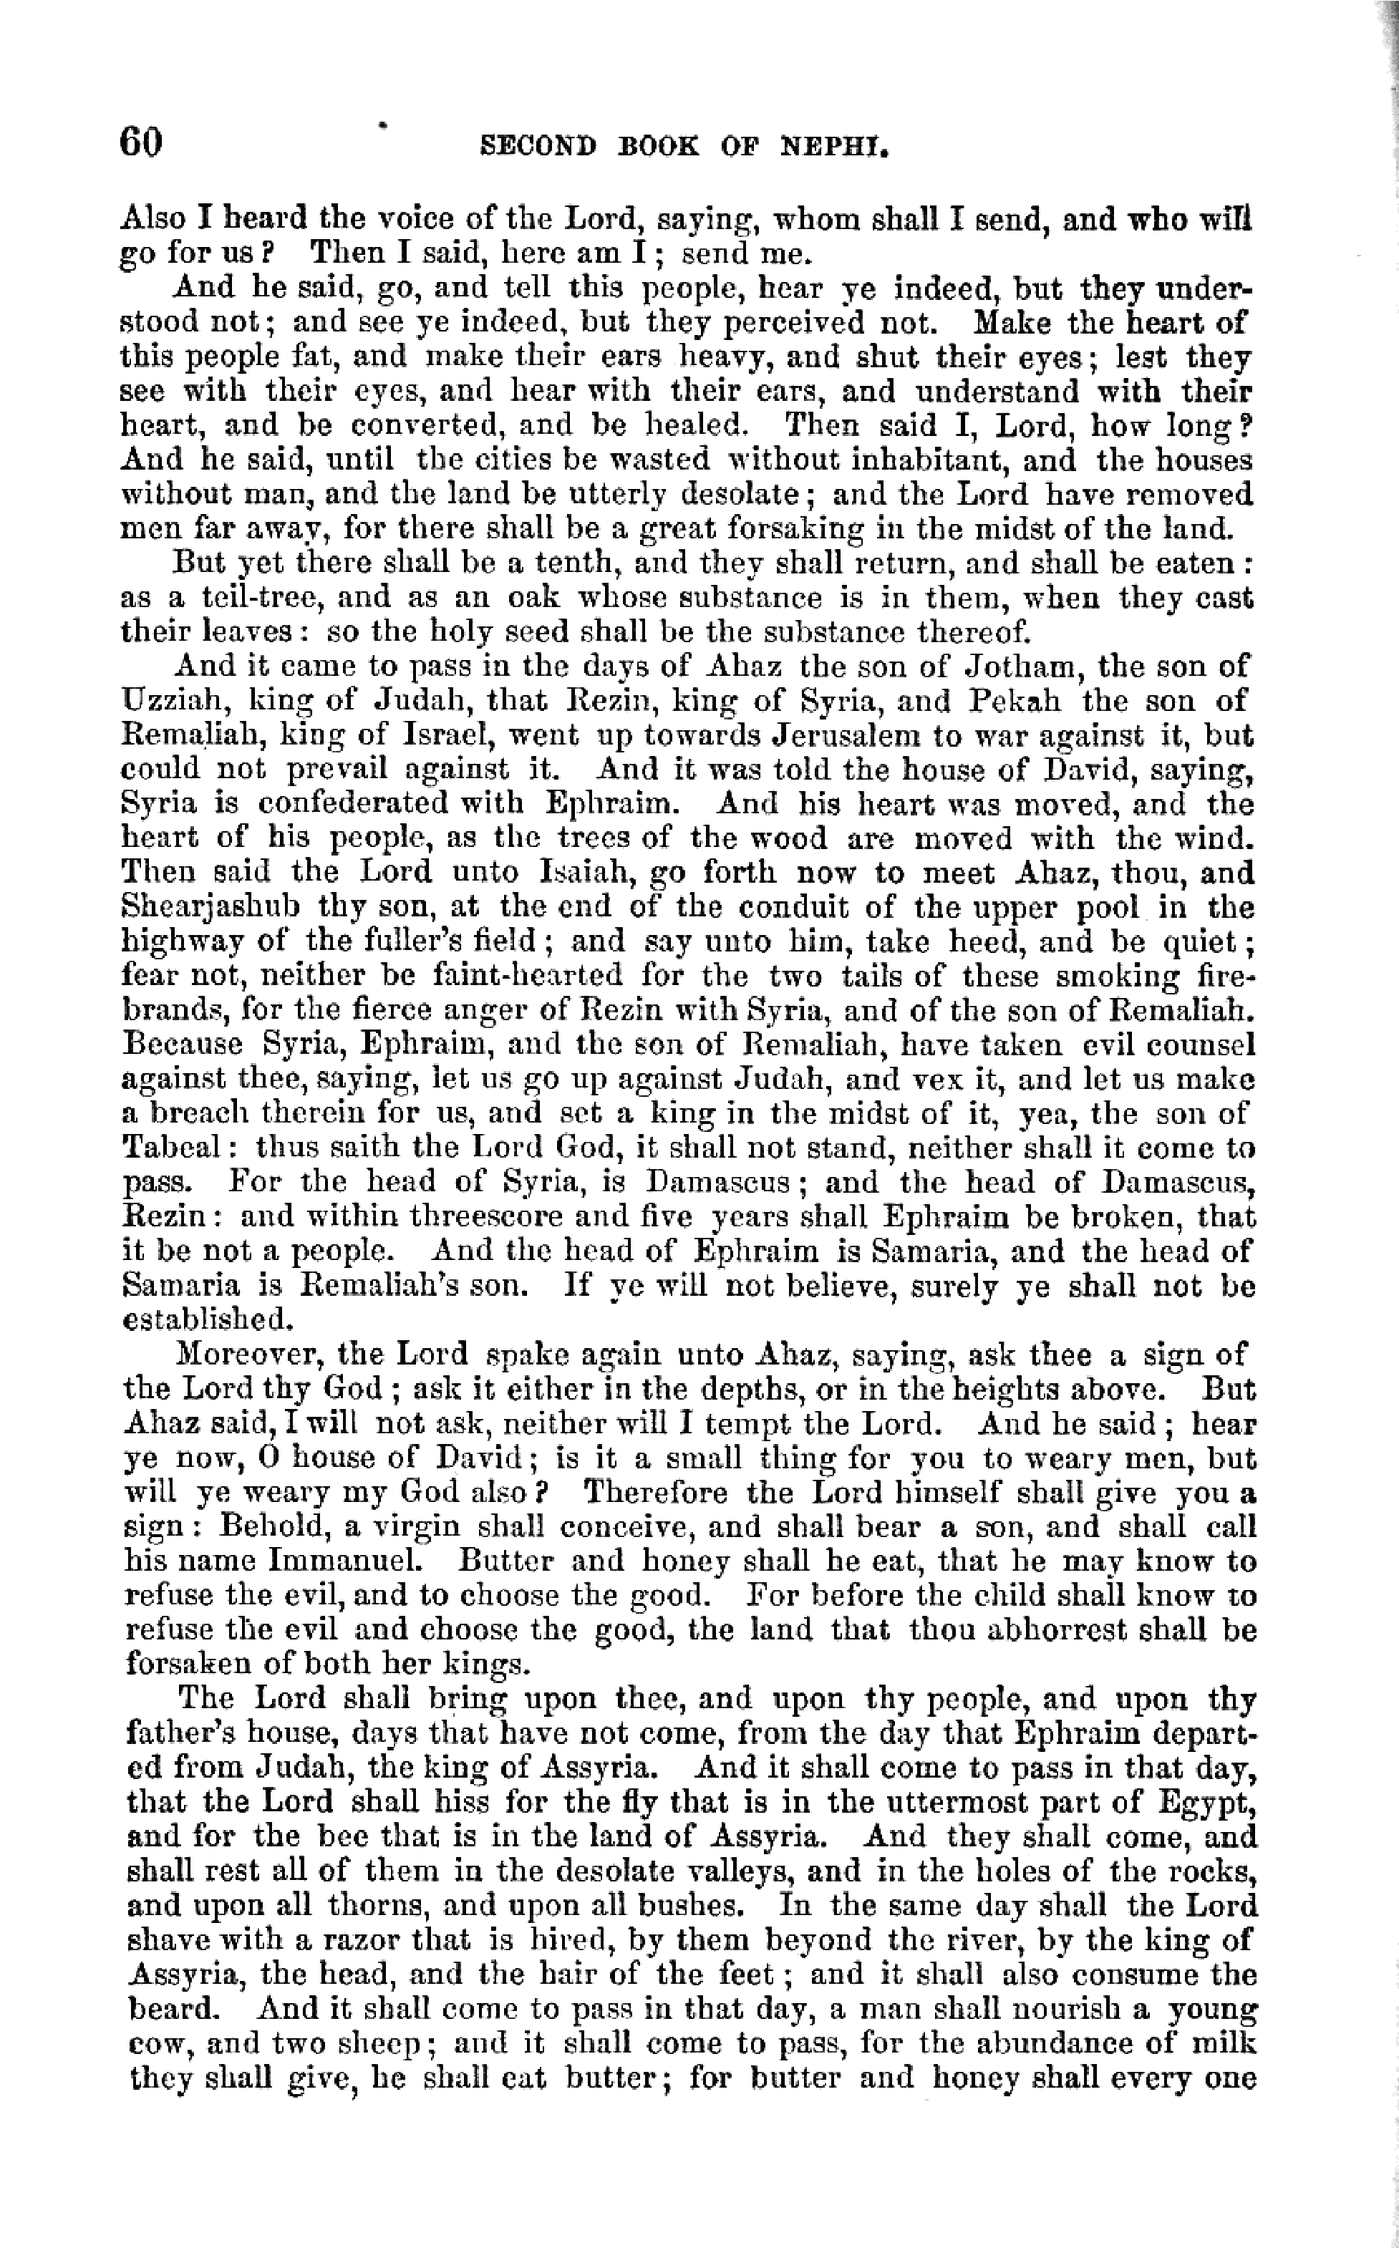 60 SECOND BOOK OF NEPHI.
Also I heard the voice of the Lord, saying, whom shall I send, and who will
go for us? Then I said, here am I; send me.
And he said, go, and tell this people, hear ye indeed, but they under-
stood not; and see ye indeed, but they perceived not. Make the heart of
this people fat, and make their ears heavy, and shut their eyes; lest they
see with their eyes, and hear with their ears, and understand with their
heart, and be converted, and be healed. Then said I, Lord, how long?
And he said, until the cities be wasted without inhabitant, and the houses
without man, and the land be utterly desolate; and the Lord have removed
men far away, for there shall be a great forsaking in the midst of the land.
But yet there shall be a tenth, and they shall return, and shall be eaten:
as a teil-tree, and as an oak whose substance is in them, when they cast
their leaves: so the holy seed shall be the substance thereof.
And it came to pass in the days of Ahaz the son of Jotham, the son of
Uzziah, king of Judah, that Rezin, king of Syria, and Pekah the son of
Remaliah, king of Israel, went up towards Jerusalem to war against it, but
could not prevail against it. And it was told the house of David, saying,
Syria is confederated with Ephraim. And his heart was moved, and the
heart of his people, as the trees of the wood are moved with the wind.
Then said the Lord unto Isaiah, go forth now to meet Ahaz, thou, and
Shearjashub thy son, at the end of the conduit of the upper pool in the
highway of the fuller's field; and say unto him, take heed, and be quiet;
fear not, neither be faint-hearted for the two tails of these smoking fire-
brands, for the fierce anger of Rezin with Syria, and of the son of Remaliah.
Because Syria, Ephraim, and the son of Remaliah, have taken evil counsel
against thee, saying, let us go up against Judah, and vex it, and let us make
a breach therein for us, and set a king in the midst of it, yea, the son of
Tabeal: thus saith the Lord God, it shall not stand, neither shall it come to
pass. For the head of Syria, is Damascus; and the head of Damascus,
Rezin: and within threescore and five years shall Ephraim be broken, that
it be not a people. And the head of Ephraim is Samaria, and the head of
Samaria is Remaliah's son. If ye will not believe, surely ye shall not be
established.
Moreover, the Lord spake again unto Ahaz, saying, ask thee a sign of
the Lord thy God; ask it either in the depths, or in the heights above. But
Ahaz said, I will not ask, neither will I tempt the Lord. And he said; hear
ye now, O house of David; is it a small thing for you to weary men, but
will ye weary my God also? Therefore the Lord himself shall give you a
sign: Behold, a virgin shall conceive, and shall bear a son, and shall call
his name Immanuel. Butter and honey shall he eat, that he may know to
refuse the evil, and to choose the good. For before the child shall know to
refuse the evil and choose the good, the land that thou abhorrest shall be
forsaken of both her kings.
The Lord shall bring upon thee, and upon thy people, and upon thy
father's house, days that have not come, from the day that Ephraim depart-
ed from Judah, the king of Assyria. And it shall come to pass in that day,
that the Lord shall hiss for the fly that is in the uttermost part of Egypt,
and for the bee that is in the land of Assyria. And they shall come, and
shall rest all of them in the desolate valleys, and in the holes of the rocks,
and upon all thorns, and upon all bushes. In the same day shall the Lord
shave with a razor that is hired, by them beyond the river, by the king of
Assyria, the head, and the hair of the feet; and it shall also consume the
beard. And it shall come to pass in that day, a man shall nourish a young
cow, and two sheep; and it shall come to pass, for the abundance of milk
they shall give, he shall eat butter; for butter and honey shall every one